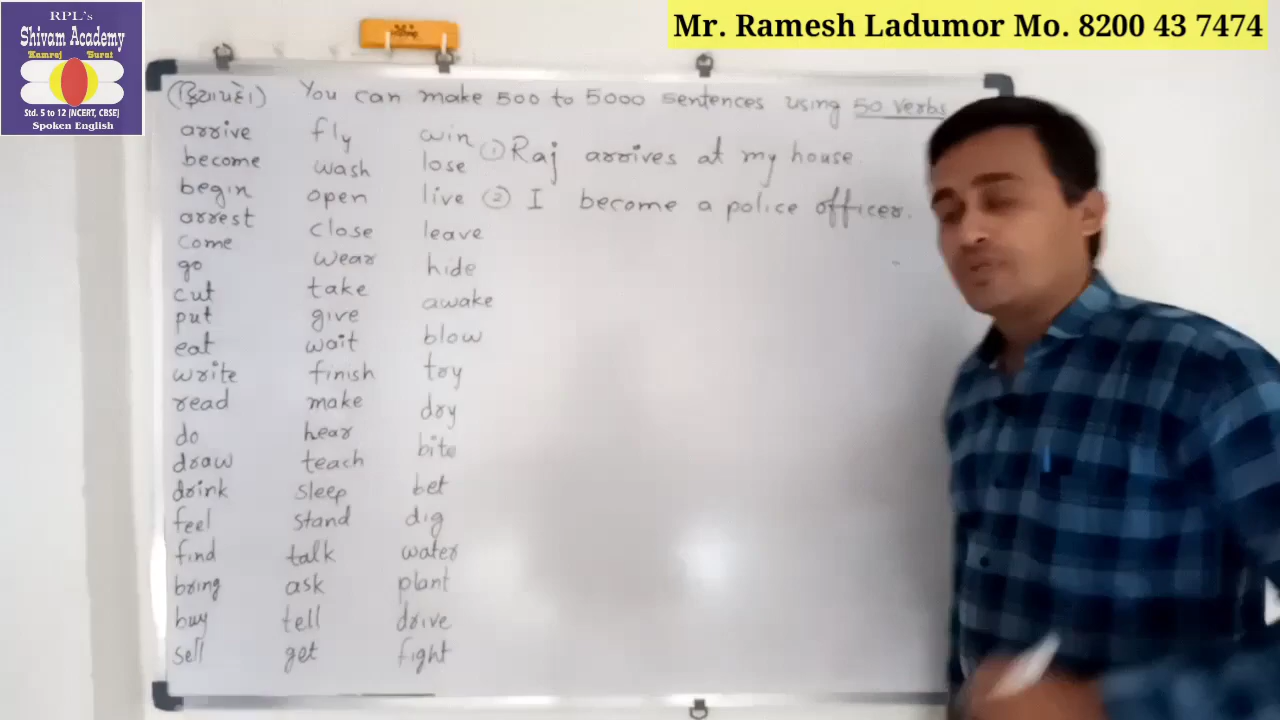 RPL's
Shivam Academy
Kamrej Surat
Std. 5 to 12 (NCERT, CBSE)
Spoken English
Mr. Ramesh Ladumor Mo. 8200 43 7474
(ક્રિયાપદો) You can make 500 to 5000 sentences using 50 verbs
arrive
become
begin
arrest
come
go
cut
put
eat
write
read
do
draw
drink
feel
find
bring
buy
sell
fly
wash
open
close
wear
take
give
wait
finish
make
hear
teach
sleep
stand
talk
ask
tell
get
win
lose
live
leave
hide
awake
blow
try
dry
bite
bet
dig
water
plant
drive
fight
① Raj arrives at my house.
② I become a police officer.